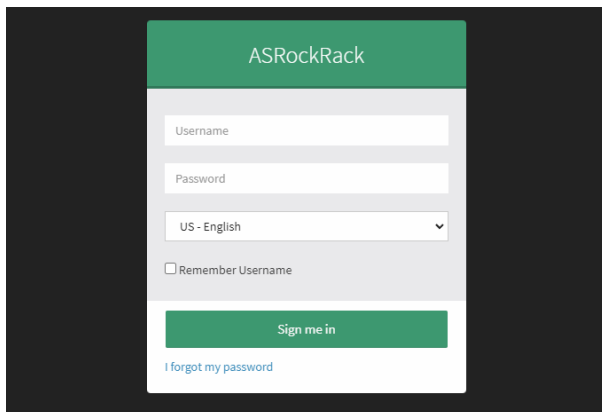 ASRockRack
Username
Password
US - English
Remember Username
Sign me in
I forgot my password